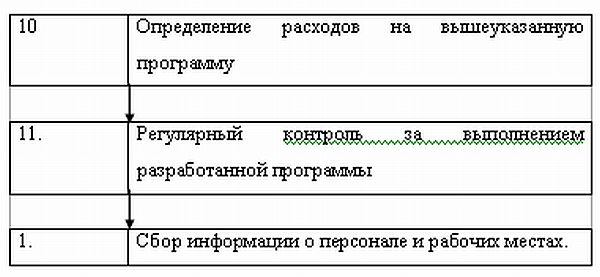 10 Определение расходов на вышеуказанную
программу
11. Регулярный контроль за выполнением
разработанной программы
1. Сбор информации о персонале и рабочих местах.